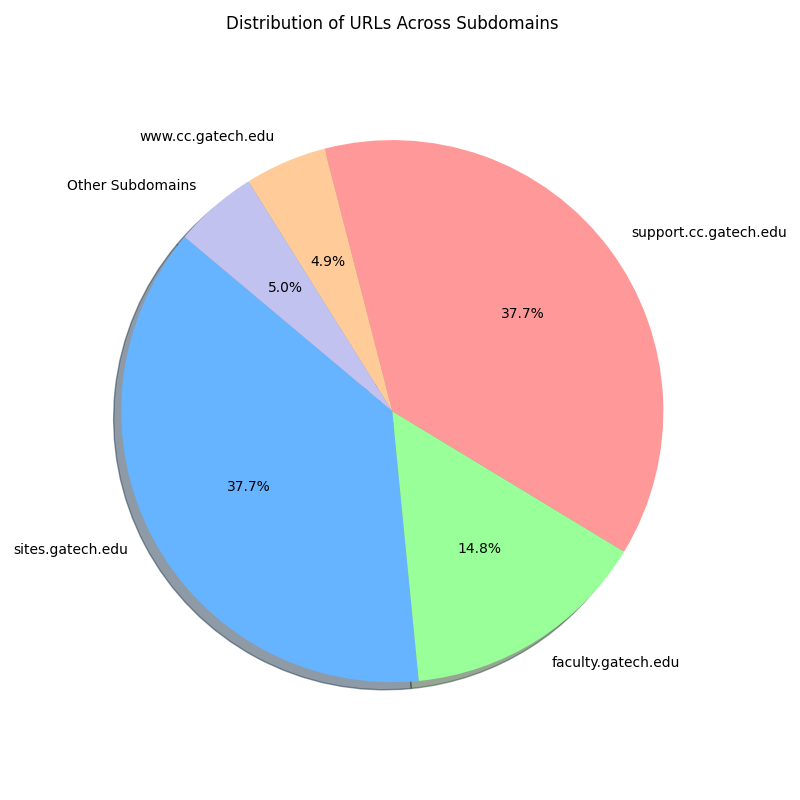 Distribution of URLs Across Subdomains
www.cc.gatech.edu
Other Subdomains
support.cc.gatech.edu
4.9%
5.0%
37.7%
37.7%
14.8%
sites.gatech.edu
faculty.gatech.edu